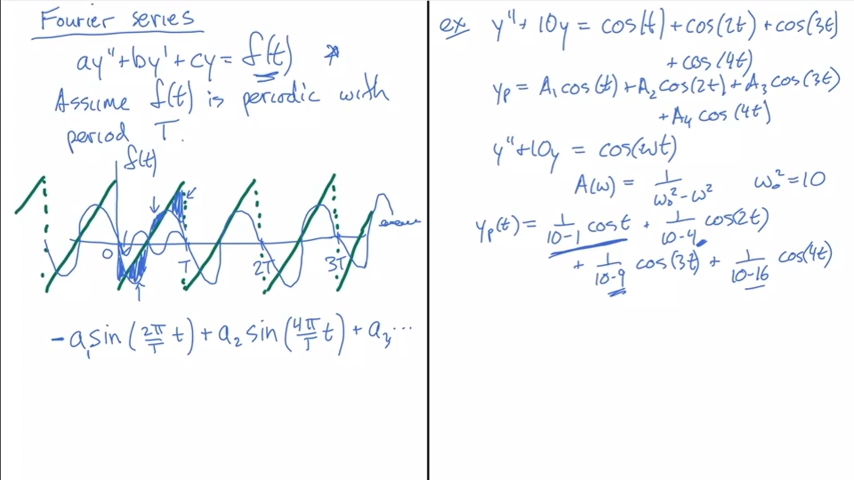 Fourier series
ay" + by' + cy = f(t) *
Assume f(t) is periodic with
period T.
f(t)
0 T 2T 3T
-a₁sin(2π/T t) + a₂ sin(4π/T t) + a₃ ...
ex y" + 10y = cos(t) + cos(2t) + cos(3t)
+ cos(4t)
yp = A₁cos(t) + A₂cos(2t) + A₃cos(3t)
+ A₄ cos(4t)
y" + 10y = cos(ωt)
A(ω) = 1/(ω₀² - ω²) ω₀² = 10
yp(t) = 1/(10-1) cos t + 1/(10-4) cos(2t)
+ 1/(10-9) cos(3t) + 1/(10-16) cos(4t)